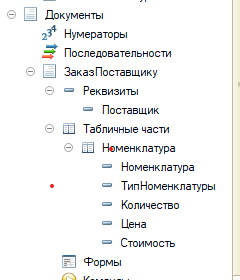 Документы
Нумераторы
Последовательности
ЗаказПоставщику
Реквизиты
Поставщик
Табличные части
Номенклатура
Номенклатура
ТипНоменклатуры
Количество
Цена
Стоимость
Формы